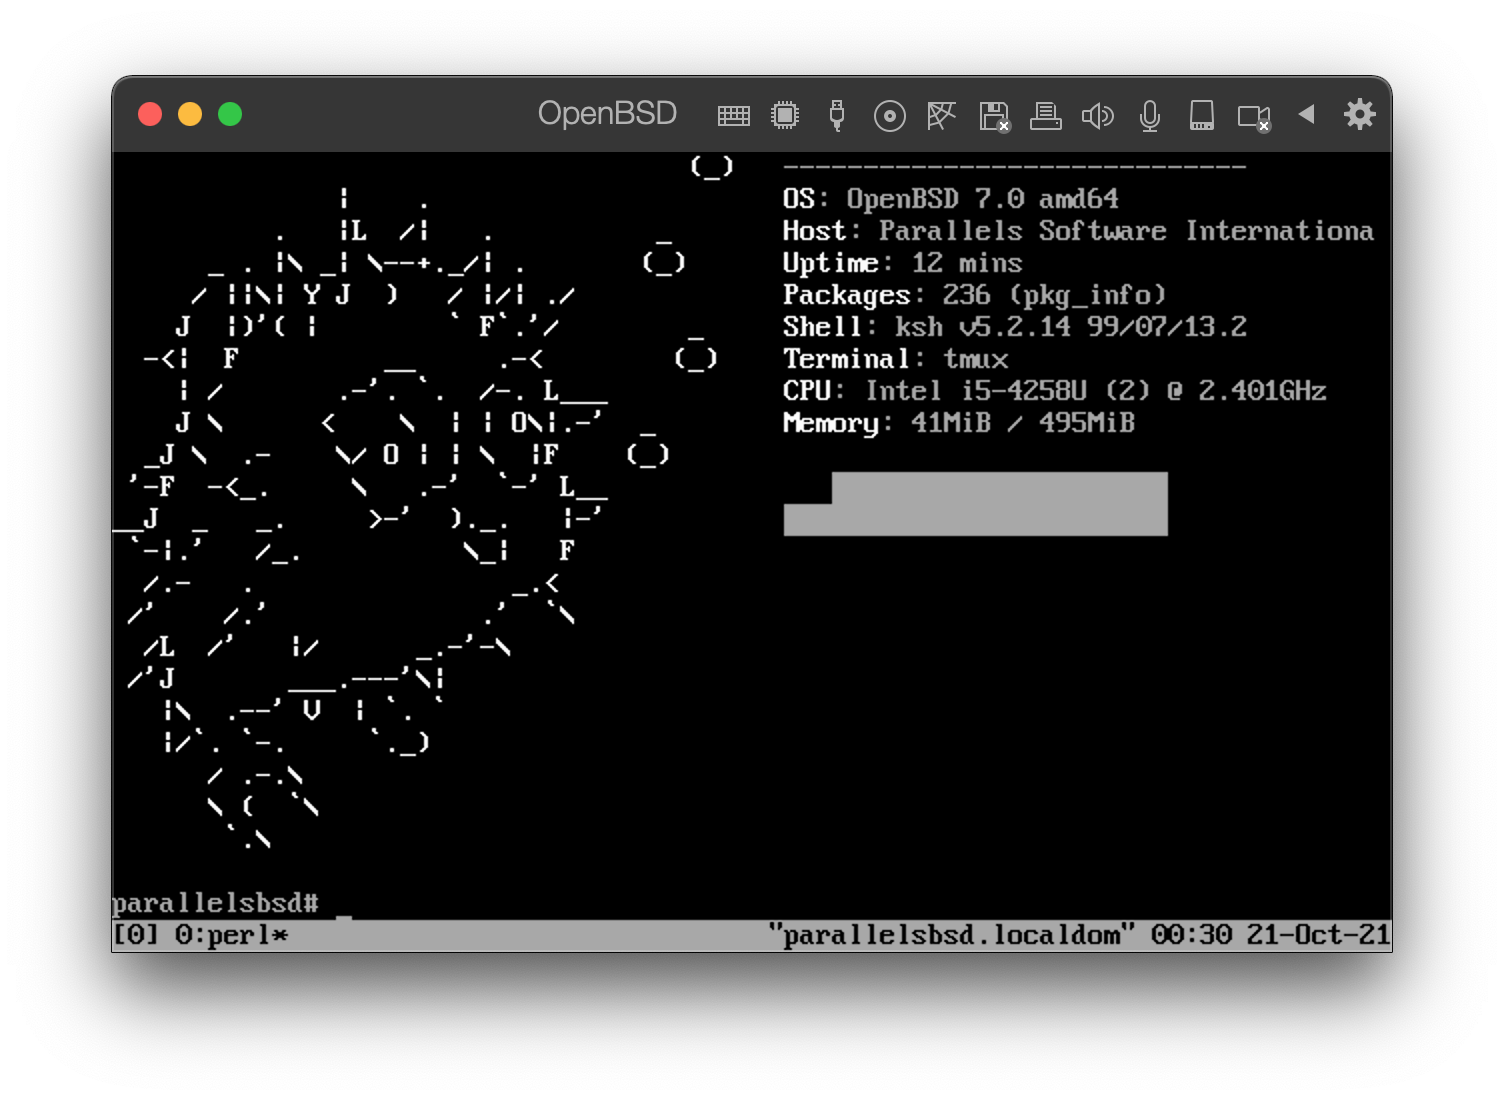 OpenBSD
-----------------------------
OS: OpenBSD 7.0 amd64
Host: Parallels Software Internationa
Uptime: 12 mins
Packages: 236 (pkg_info)
Shell: ksh v5.2.14 99/07/13.2
Terminal: tmux
CPU: Intel i5-4258U (2) @ 2.401GHz
Memory: 41MiB / 495MiB
parallelsbsd# _
[0] 0:perl* "parallelsbsd.localdom" 00:30 21-Oct-21